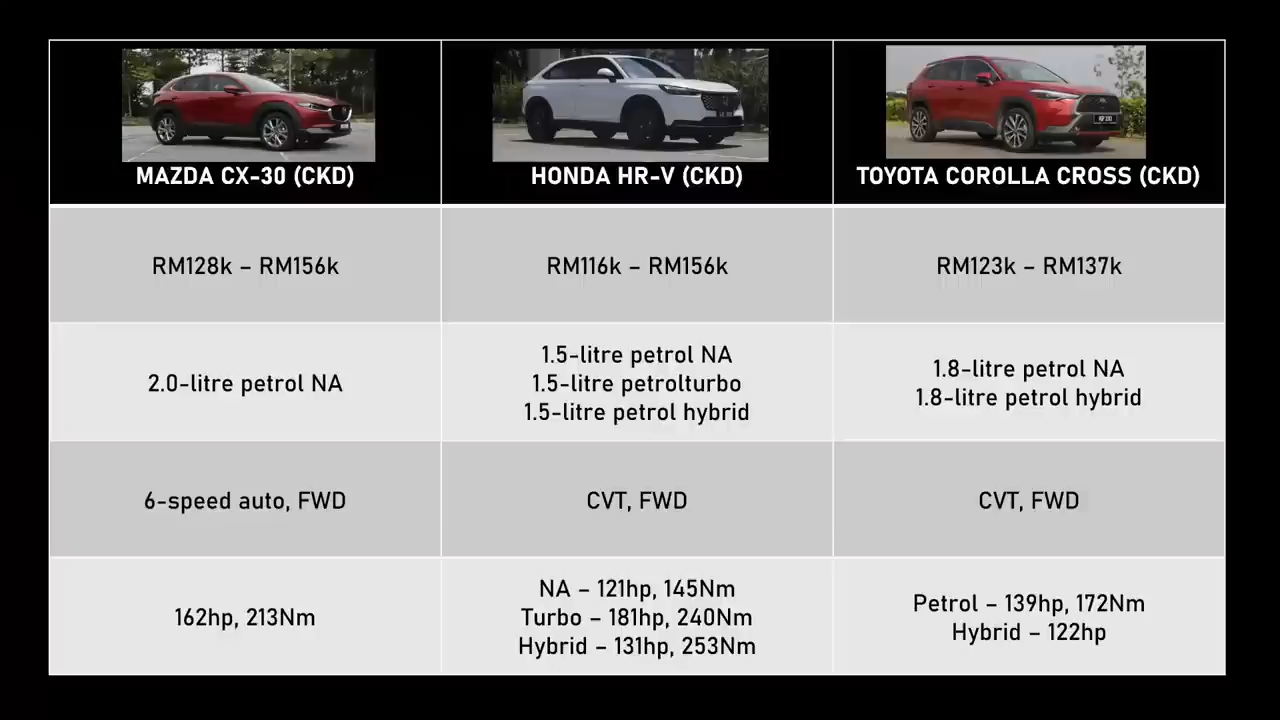 MAZDA CX-30 (CKD)
HONDA HR-V (CKD)
TOYOTA COROLLA CROSS (CKD)
RM128k – RM156k
RM116k – RM156k
RM123k – RM137k
2.0-litre petrol NA
1.5-litre petrol NA
1.5-litre petrolturbo
1.5-litre petrol hybrid
1.8-litre petrol NA
1.8-litre petrol hybrid
6-speed auto, FWD
CVT, FWD
CVT, FWD
162hp, 213Nm
NA – 121hp, 145Nm
Turbo – 181hp, 240Nm
Hybrid – 131hp, 253Nm
Petrol – 139hp, 172Nm
Hybrid – 122hp